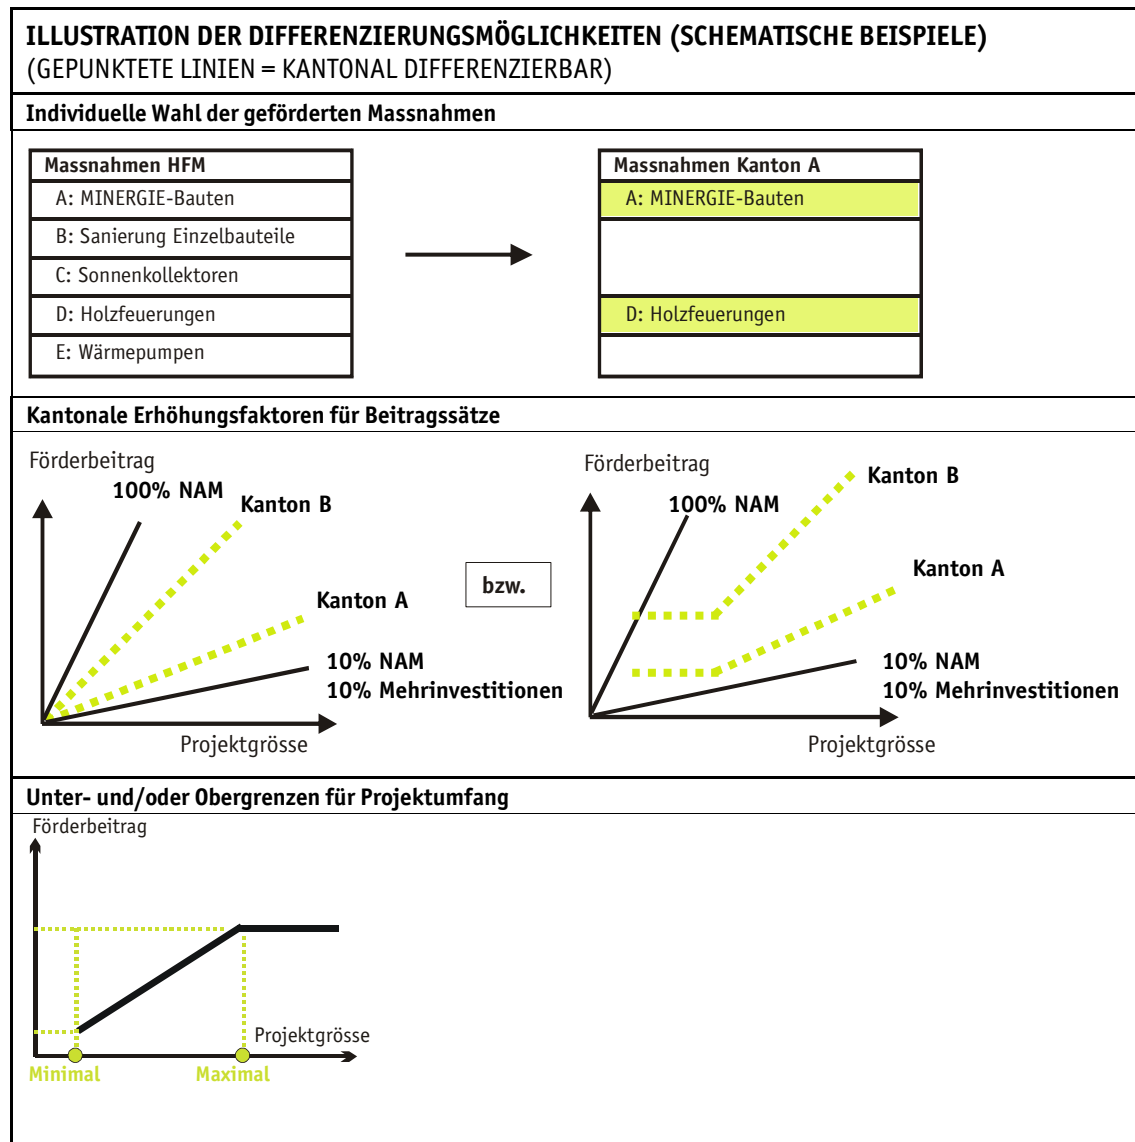 ILLUSTRATION DER DIFFERENZIERUNGSMÖGLICHKEITEN (SCHEMATISCHE BEISPIELE)
(GEPUNKTETE LINIEN = KANTONAL DIFFERENZIERBAR)
Individuelle Wahl der geförderten Massnahmen
Massnahmen HFM
A: MINERGIE-Bauten
B: Sanierung Einzelbauteile
C: Sonnenkollektoren
D: Holzfeuerungen
E: Wärmepumpen
Massnahmen Kanton A
A: MINERGIE-Bauten
D: Holzfeuerungen
Kantonale Erhöhungsfaktoren für Beitragssätze
Förderbeitrag
100% NAM
Kanton B
Kanton A
10% NAM
10% Mehrinvestitionen
Projektgrösse
bzw.
Förderbeitrag
100% NAM
Kanton B
Kanton A
10% NAM
10% Mehrinvestitionen
Projektgrösse
Unter- und/oder Obergrenzen für Projektumfang
Förderbeitrag
Projektgrösse
Minimal
Maximal